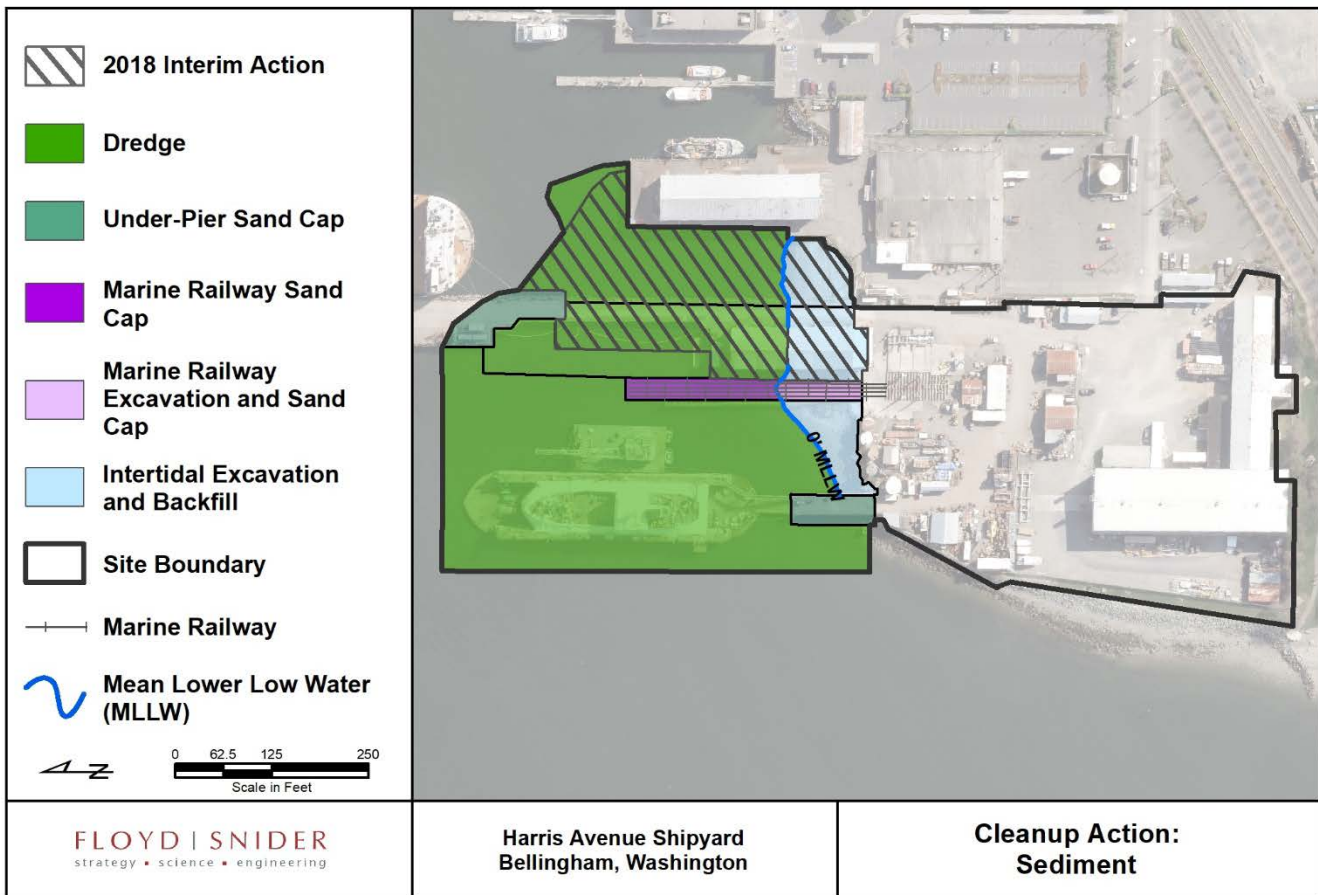 2018 Interim Action
Dredge
Under-Pier Sand Cap
Marine Railway Sand
Cap
Marine Railway
Excavation and Sand
Cap
Intertidal Excavation
and Backfill
Site Boundary
Marine Railway
Mean Lower Low Water
(MLLW)
N
0 62.5 125 250
Scale in Feet
0' MLLW
FLOYD | SNIDER
strategy ▪ science ▪ engineering
Harris Avenue Shipyard
Bellingham, Washington
Cleanup Action:
Sediment